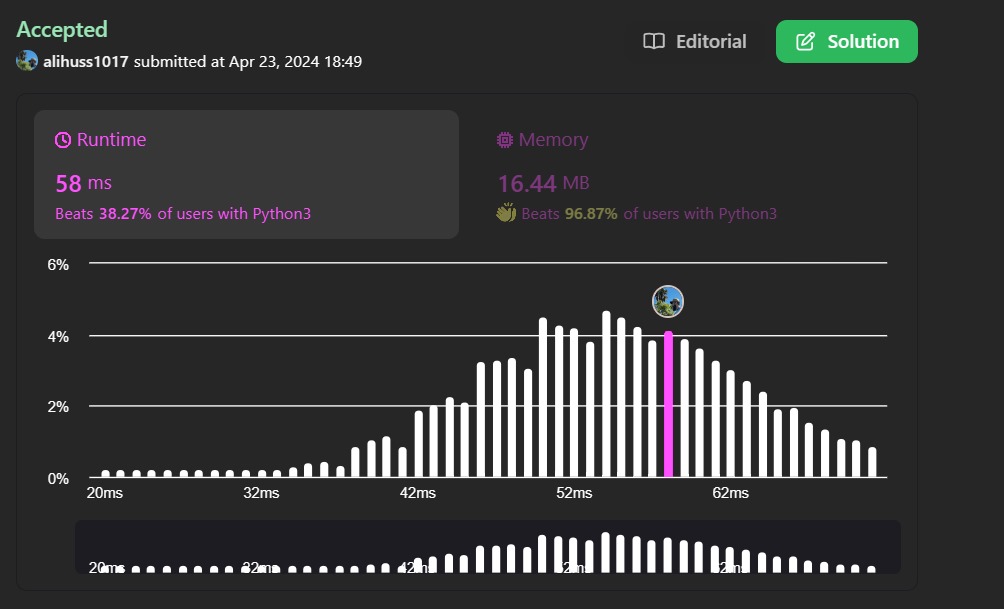 Accepted
alihuss1017 submitted at Apr 23, 2024 18:49
Editorial
Solution
Runtime
58 ms
Beats 38.27% of users with Python3
Memory
16.44 MB
Beats 96.87% of users with Python3
6%
4%
2%
0%
20ms 32ms 42ms 52ms 62ms
20ms 32ms 42ms 52ms 62ms